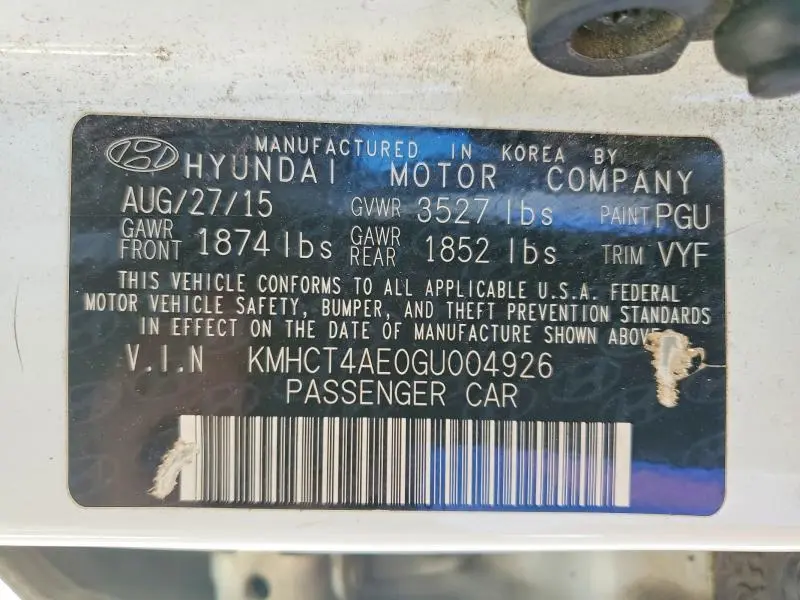 MANUFACTURED IN KOREA BY
HYUNDAI MOTOR COMPANY
AUG/27/15 GVWR 3527 lbs PAINT PGU
GAWR FRONT 1874 lbs GAWR REAR 1852 lbs TRIM VYF
THIS VEHICLE CONFORMS TO ALL APPLICABLE U.S.A. FEDERAL
MOTOR VEHICLE SAFETY, BUMPER, AND THEFT PREVENTION STANDARDS
IN EFFECT ON THE DATE OF MANUFACTURE SHOWN ABOVE.
V.I.N KMHCT4AE0GU004926
PASSENGER CAR